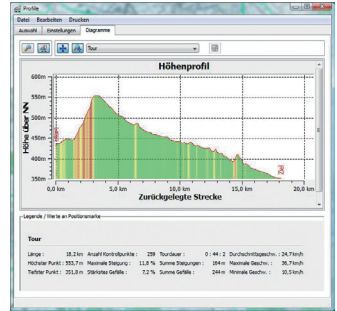 Profile
Datei Bearbeiten Drucken
Auswahl Einstellungen Diagramme
Tour
Höhenprofil
Höhe über NN
600m
550m
500m
450m
400m
350m
Ziel
0,0 km 5,0 km 10,0 km 15,0 km 20,0 km
Zurückgelegte Strecke
Legende / Werte an Positionsmarke
Tour
Länge : 18,2 km Anzahl Kontrollpunkte : 259 Tourdauer : 0 : 44 : 2 Durchschnittsgeschw. : 24,7 km/h
Höchster Punkt : 553,7 m Maximale Steigung : 11,8 % Summe Steigungen : 164 m Maximale Geschw. : 36,7 km/h
Tiefster Punkt : 351,8 m Stärkstes Gefälle : 7,2 % Summe Gefälle : 244 m Minimale Geschw. : 10,5 km/h